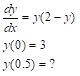 dy/dx = y(2 − y)
y(0) = 3
y(0.5) = ?